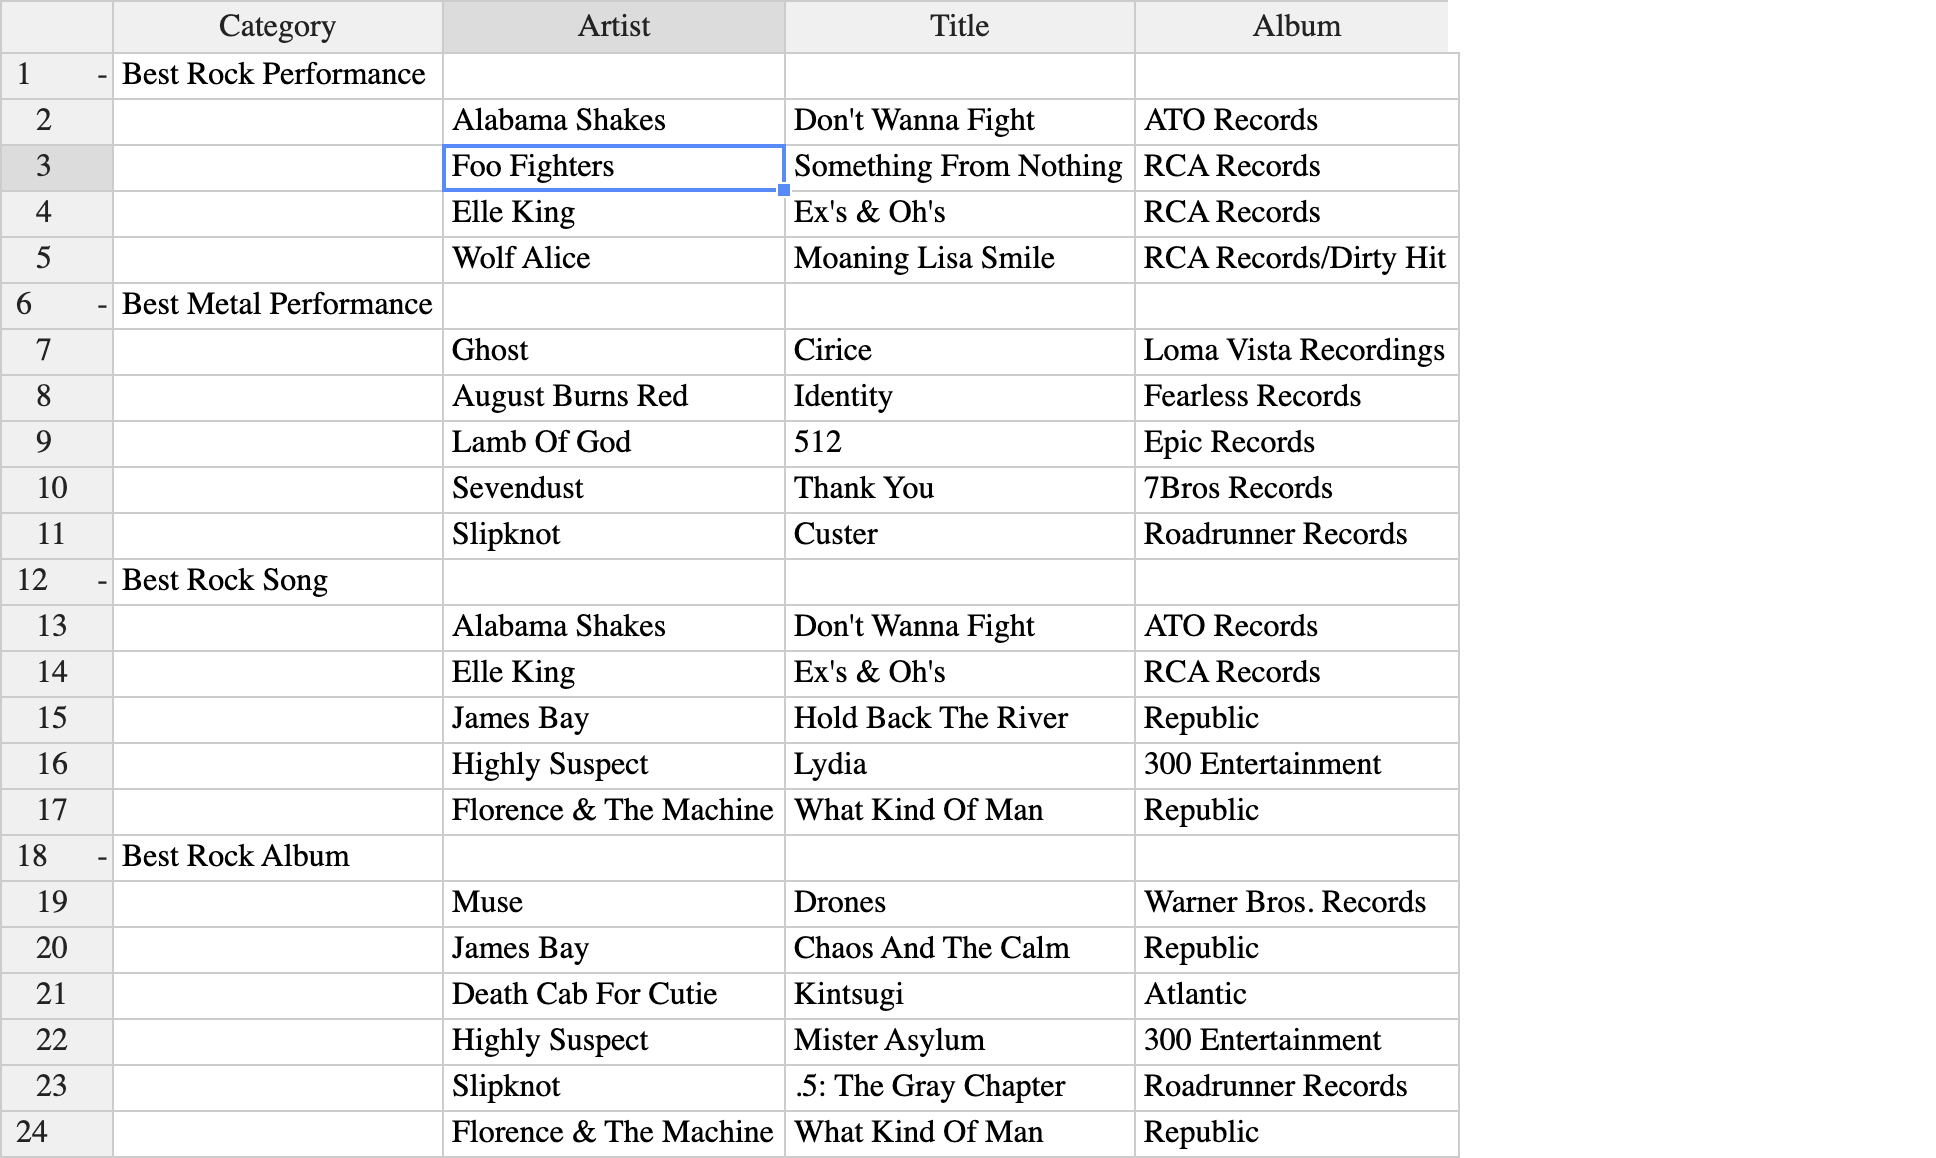 Category Artist Title Album
1 - Best Rock Performance
2 Alabama Shakes Don't Wanna Fight ATO Records
3 Foo Fighters Something From Nothing RCA Records
4 Elle King Ex's & Oh's RCA Records
5 Wolf Alice Moaning Lisa Smile RCA Records/Dirty Hit
6 - Best Metal Performance
7 Ghost Cirice Loma Vista Recordings
8 August Burns Red Identity Fearless Records
9 Lamb Of God 512 Epic Records
10 Sevendust Thank You 7Bros Records
11 Slipknot Custer Roadrunner Records
12 - Best Rock Song
13 Alabama Shakes Don't Wanna Fight ATO Records
14 Elle King Ex's & Oh's RCA Records
15 James Bay Hold Back The River Republic
16 Highly Suspect Lydia 300 Entertainment
17 Florence & The Machine What Kind Of Man Republic
18 - Best Rock Album
19 Muse Drones Warner Bros. Records
20 James Bay Chaos And The Calm Republic
21 Death Cab For Cutie Kintsugi Atlantic
22 Highly Suspect Mister Asylum 300 Entertainment
23 Slipknot .5: The Gray Chapter Roadrunner Records
24 Florence & The Machine What Kind Of Man Republic